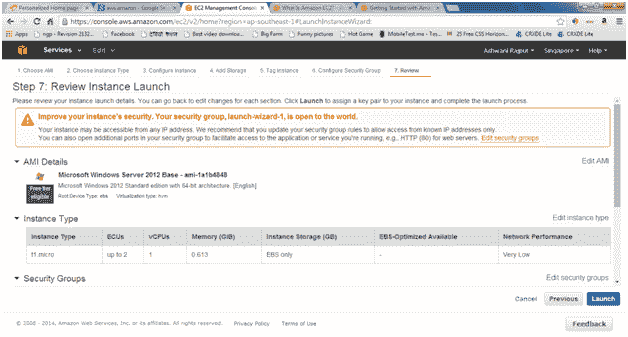 Personalized Home page
aws.amazon - Google Se
EC2 Management Conso
What Is Amazon EC2?
Getting Started with Am
https://console.aws.amazon.com/ec2/v2/home?region=ap-southeast-1#LaunchInstanceWizard:
Apps
Bookmarks
Facebook
Best video downloa...
Big Farm
Funny Pictures
Hot Game
MobileTest.me - Test...
25 Free CSS Horizon...
CRXDE Lite
CRXDE Lite
Services
Edit
Ashwani Rajput
Singapore
Help
1. Choose AMI
2. Choose Instance Type
3. Configure Instance
4. Add Storage
5. Tag Instance
6. Configure Security Group
7. Review
Step 7: Review Instance Launch
Please review your instance launch details. You can go back to edit changes for each section. Click Launch to assign a key pair to your instance and complete the launch process.
Improve your instance's security. Your security group, launch-wizard-1, is open to the world.
Your instance may be accessible from any IP address. We recommend that you update your security group rules to allow access from known IP addresses only.
You can also open additional ports in your security group to facilitate access to the application or service you're running, e.g., HTTP (80) for web servers. Edit security groups
AMI Details
Edit AMI
Microsoft Windows Server 2012 Base - ami-1a1b4848
Free tier eligible
Microsoft Windows 2012 Standard edition with 64-bit architecture. [English]
Root Device Type: ebs Virtualization type: hvm
Instance Type
Edit instance type
Instance Type ECUs vCPUs Memory (GiB) Instance Storage (GB) EBS-Optimized Available Network Performance
t1.micro up to 2 1 0.613 EBS only - Very Low
Security Groups
Edit security groups
Cancel
Previous
Launch
© 2008 - 2014, Amazon Web Services, Inc. or its affiliates. All rights reserved. Privacy Policy Terms of Use
Feedback